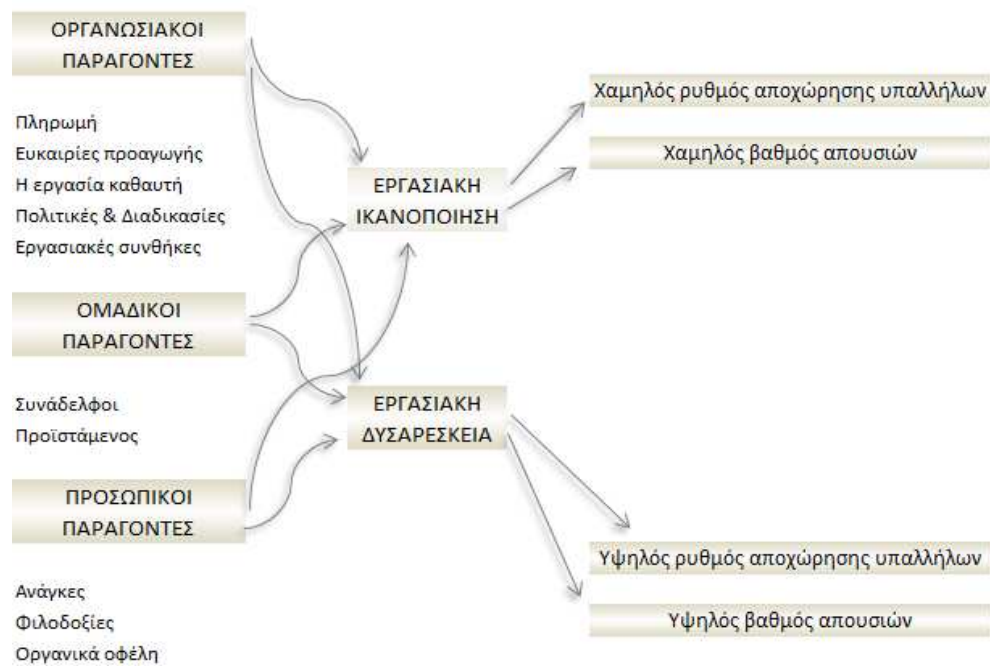 ΟΡΓΑΝΩΣΙΑΚΟΙ
ΠΑΡΑΓΟΝΤΕΣ
Πληρωμή
Ευκαιρίες προαγωγής
Η εργασία καθαυτή
Πολιτικές & Διαδικασίες
Εργασιακές συνθήκες
ΟΜΑΔΙΚΟΙ
ΠΑΡΑΓΟΝΤΕΣ
Συνάδελφοι
Προϊστάμενος
ΠΡΟΣΩΠΙΚΟΙ
ΠΑΡΑΓΟΝΤΕΣ
Ανάγκες
Φιλοδοξίες
Οργανικά οφέλη
ΕΡΓΑΣΙΑΚΗ
ΙΚΑΝΟΠΟΙΗΣΗ
ΕΡΓΑΣΙΑΚΗ
ΔΥΣΑΡΕΣΚΕΙΑ
Χαμηλός ρυθμός αποχώρησης υπαλλήλων
Χαμηλός βαθμός απουσιών
Υψηλός ρυθμός αποχώρησης υπαλλήλων
Υψηλός βαθμός απουσιών